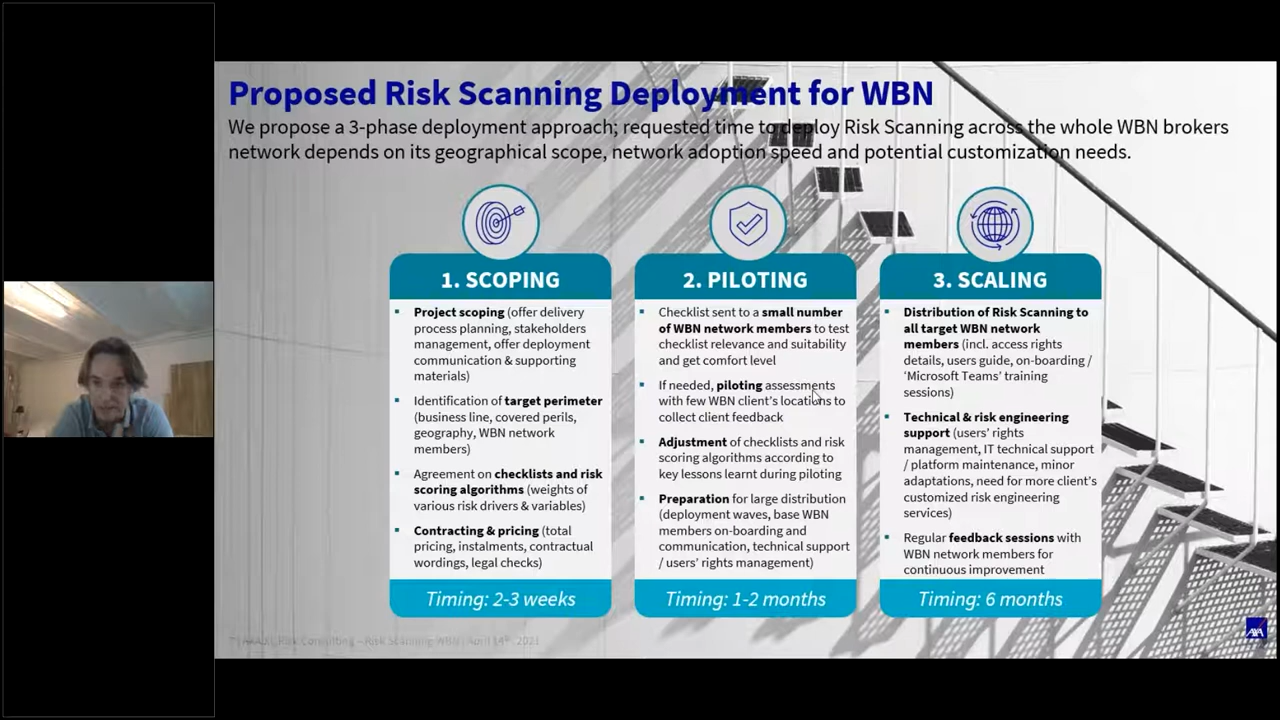 Proposed Risk Scanning Deployment for WBN
We propose a 3-phase deployment approach; requested time to deploy Risk Scanning across the whole WBN brokers
network depends on its geographical scope, network adoption speed and potential customization needs.
1. SCOPING
▪ Project scoping (offer delivery
process planning, stakeholders
management, offer deployment
communication & supporting
materials)
▪ Identification of target perimeter
(business line, covered perils,
geography, WBN network
members)
▪ Agreement on checklists and risk
scoring algorithms (weights of
various risk drivers & variables)
▪ Contracting & pricing (total
pricing, instalments, contractual
wordings, legal checks)
Timing: 2-3 weeks
2. PILOTING
▪ Checklist sent to a small number
of WBN network members to test
checklist relevance and suitability
and get comfort level
▪ If needed, piloting assessments
with few WBN client's locations to
collect client feedback
▪ Adjustment of checklists and risk
scoring algorithms according to
key lessons learnt during piloting
▪ Preparation for large distribution
(deployment waves, base WBN
members on-boarding and
communication, technical support
/ users' rights management)
Timing: 1-2 months
3. SCALING
▪ Distribution of Risk Scanning to
all target WBN network
members (incl. access rights
details, users guide, on-boarding /
'Microsoft Teams' training
sessions)
▪ Technical & risk engineering
support (users' rights
management, IT technical support
/ platform maintenance, minor
adaptations, need for more client's
customized risk engineering
services)
▪ Regular feedback sessions with
WBN network members for
continuous improvement
Timing: 6 months
Risk Consulting – Risk Scanning WBN | April 14th, 2021
AXA